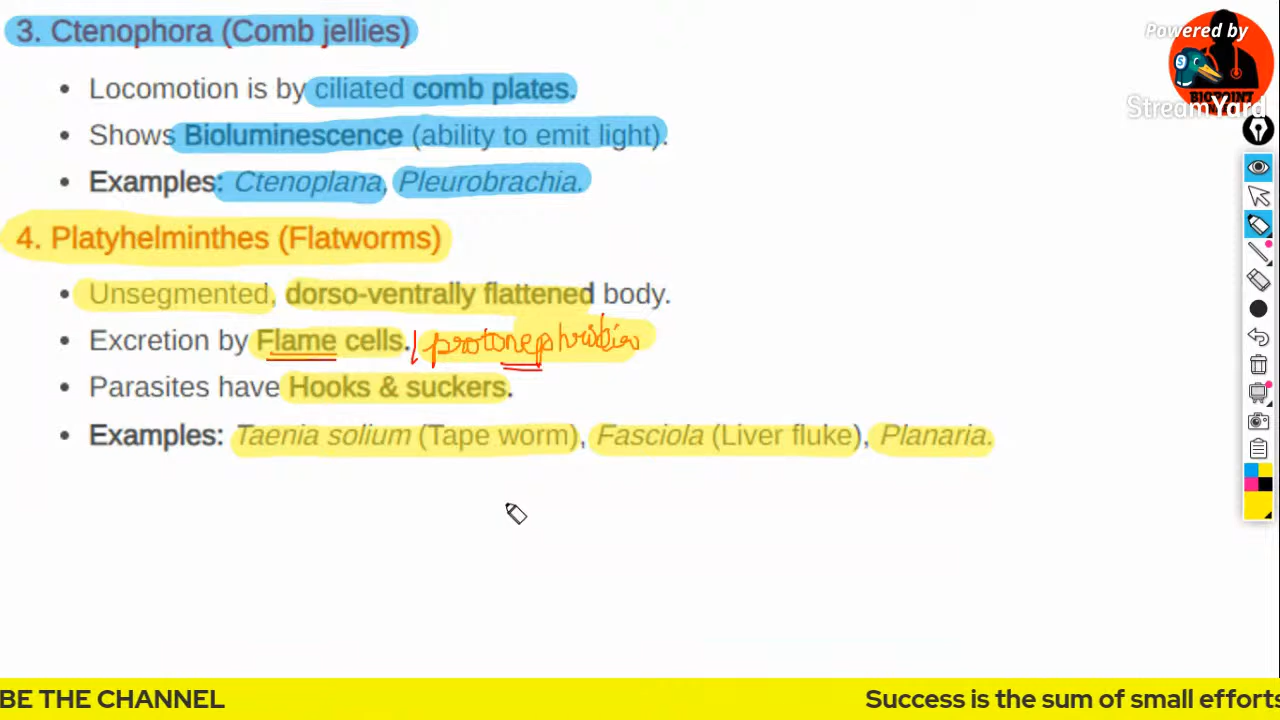 3. Ctenophora (Comb jellies)
Powered by
• Locomotion is by ciliated comb plates.
StreamYard
• Shows Bioluminescence (ability to emit light).
• Examples: Ctenoplana, Pleurobrachia.
4. Platyhelminthes (Flatworms)
• Unsegmented, dorso-ventrally flattened body.
• Excretion by Flame cells. / protonephridia
• Parasites have Hooks & suckers.
• Examples: Taenia solium (Tape worm), Fasciola (Liver fluke), Planaria.
BE THE CHANNEL
Success is the sum of small efforts